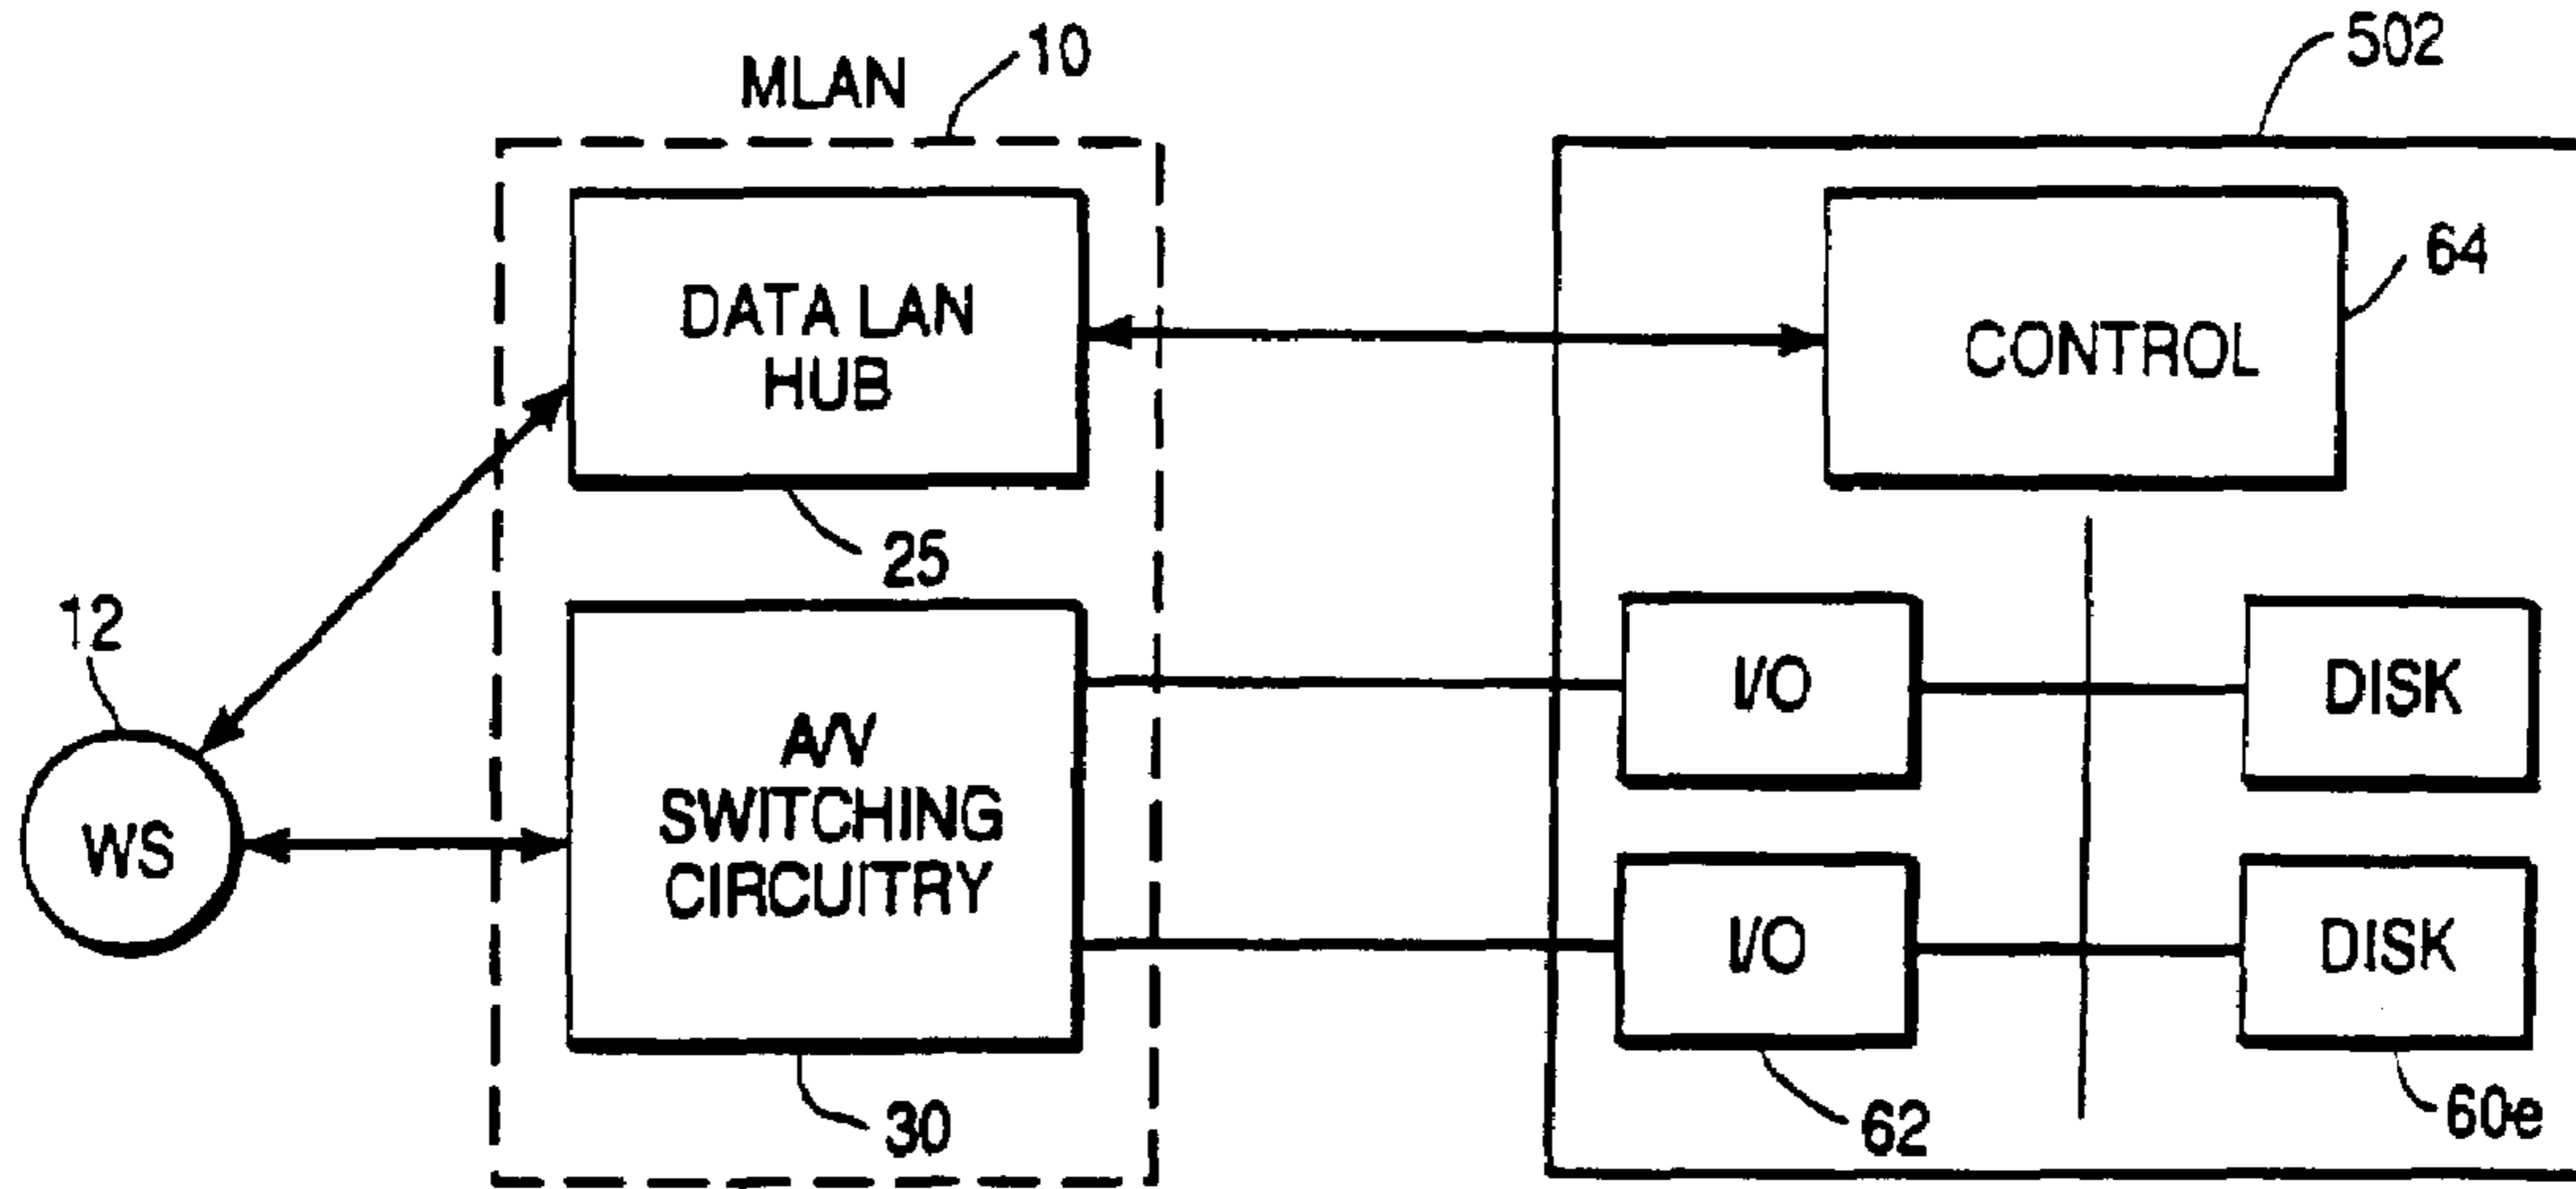 MLAN
10
502
DATA LAN
HUB
25
CONTROL
64
12
WS
A/V
SWITCHING
CIRCUITRY
30
I/O
DISK
I/O
DISK
62
60e